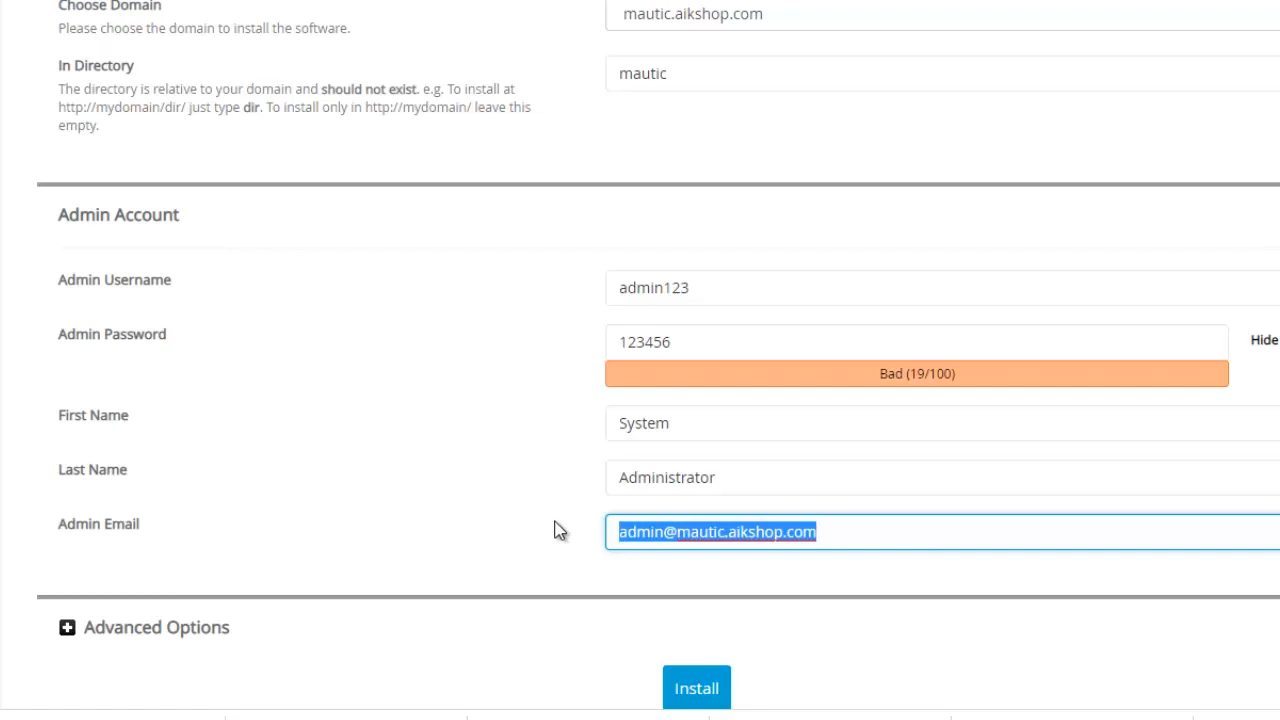 Choose Domain
mautic.aikshop.com
Please choose the domain to install the software.
In Directory
mautic
The directory is relative to your domain and should not exist. e.g. To install at
http://mydomain/dir/ just type dir. To install only in http://mydomain/ leave this
empty.
Admin Account
Admin Username
admin123
Admin Password
123456
Hide
Bad (19/100)
First Name
System
Last Name
Administrator
Admin Email
admin@mautic.aikshop.com
Advanced Options
Install